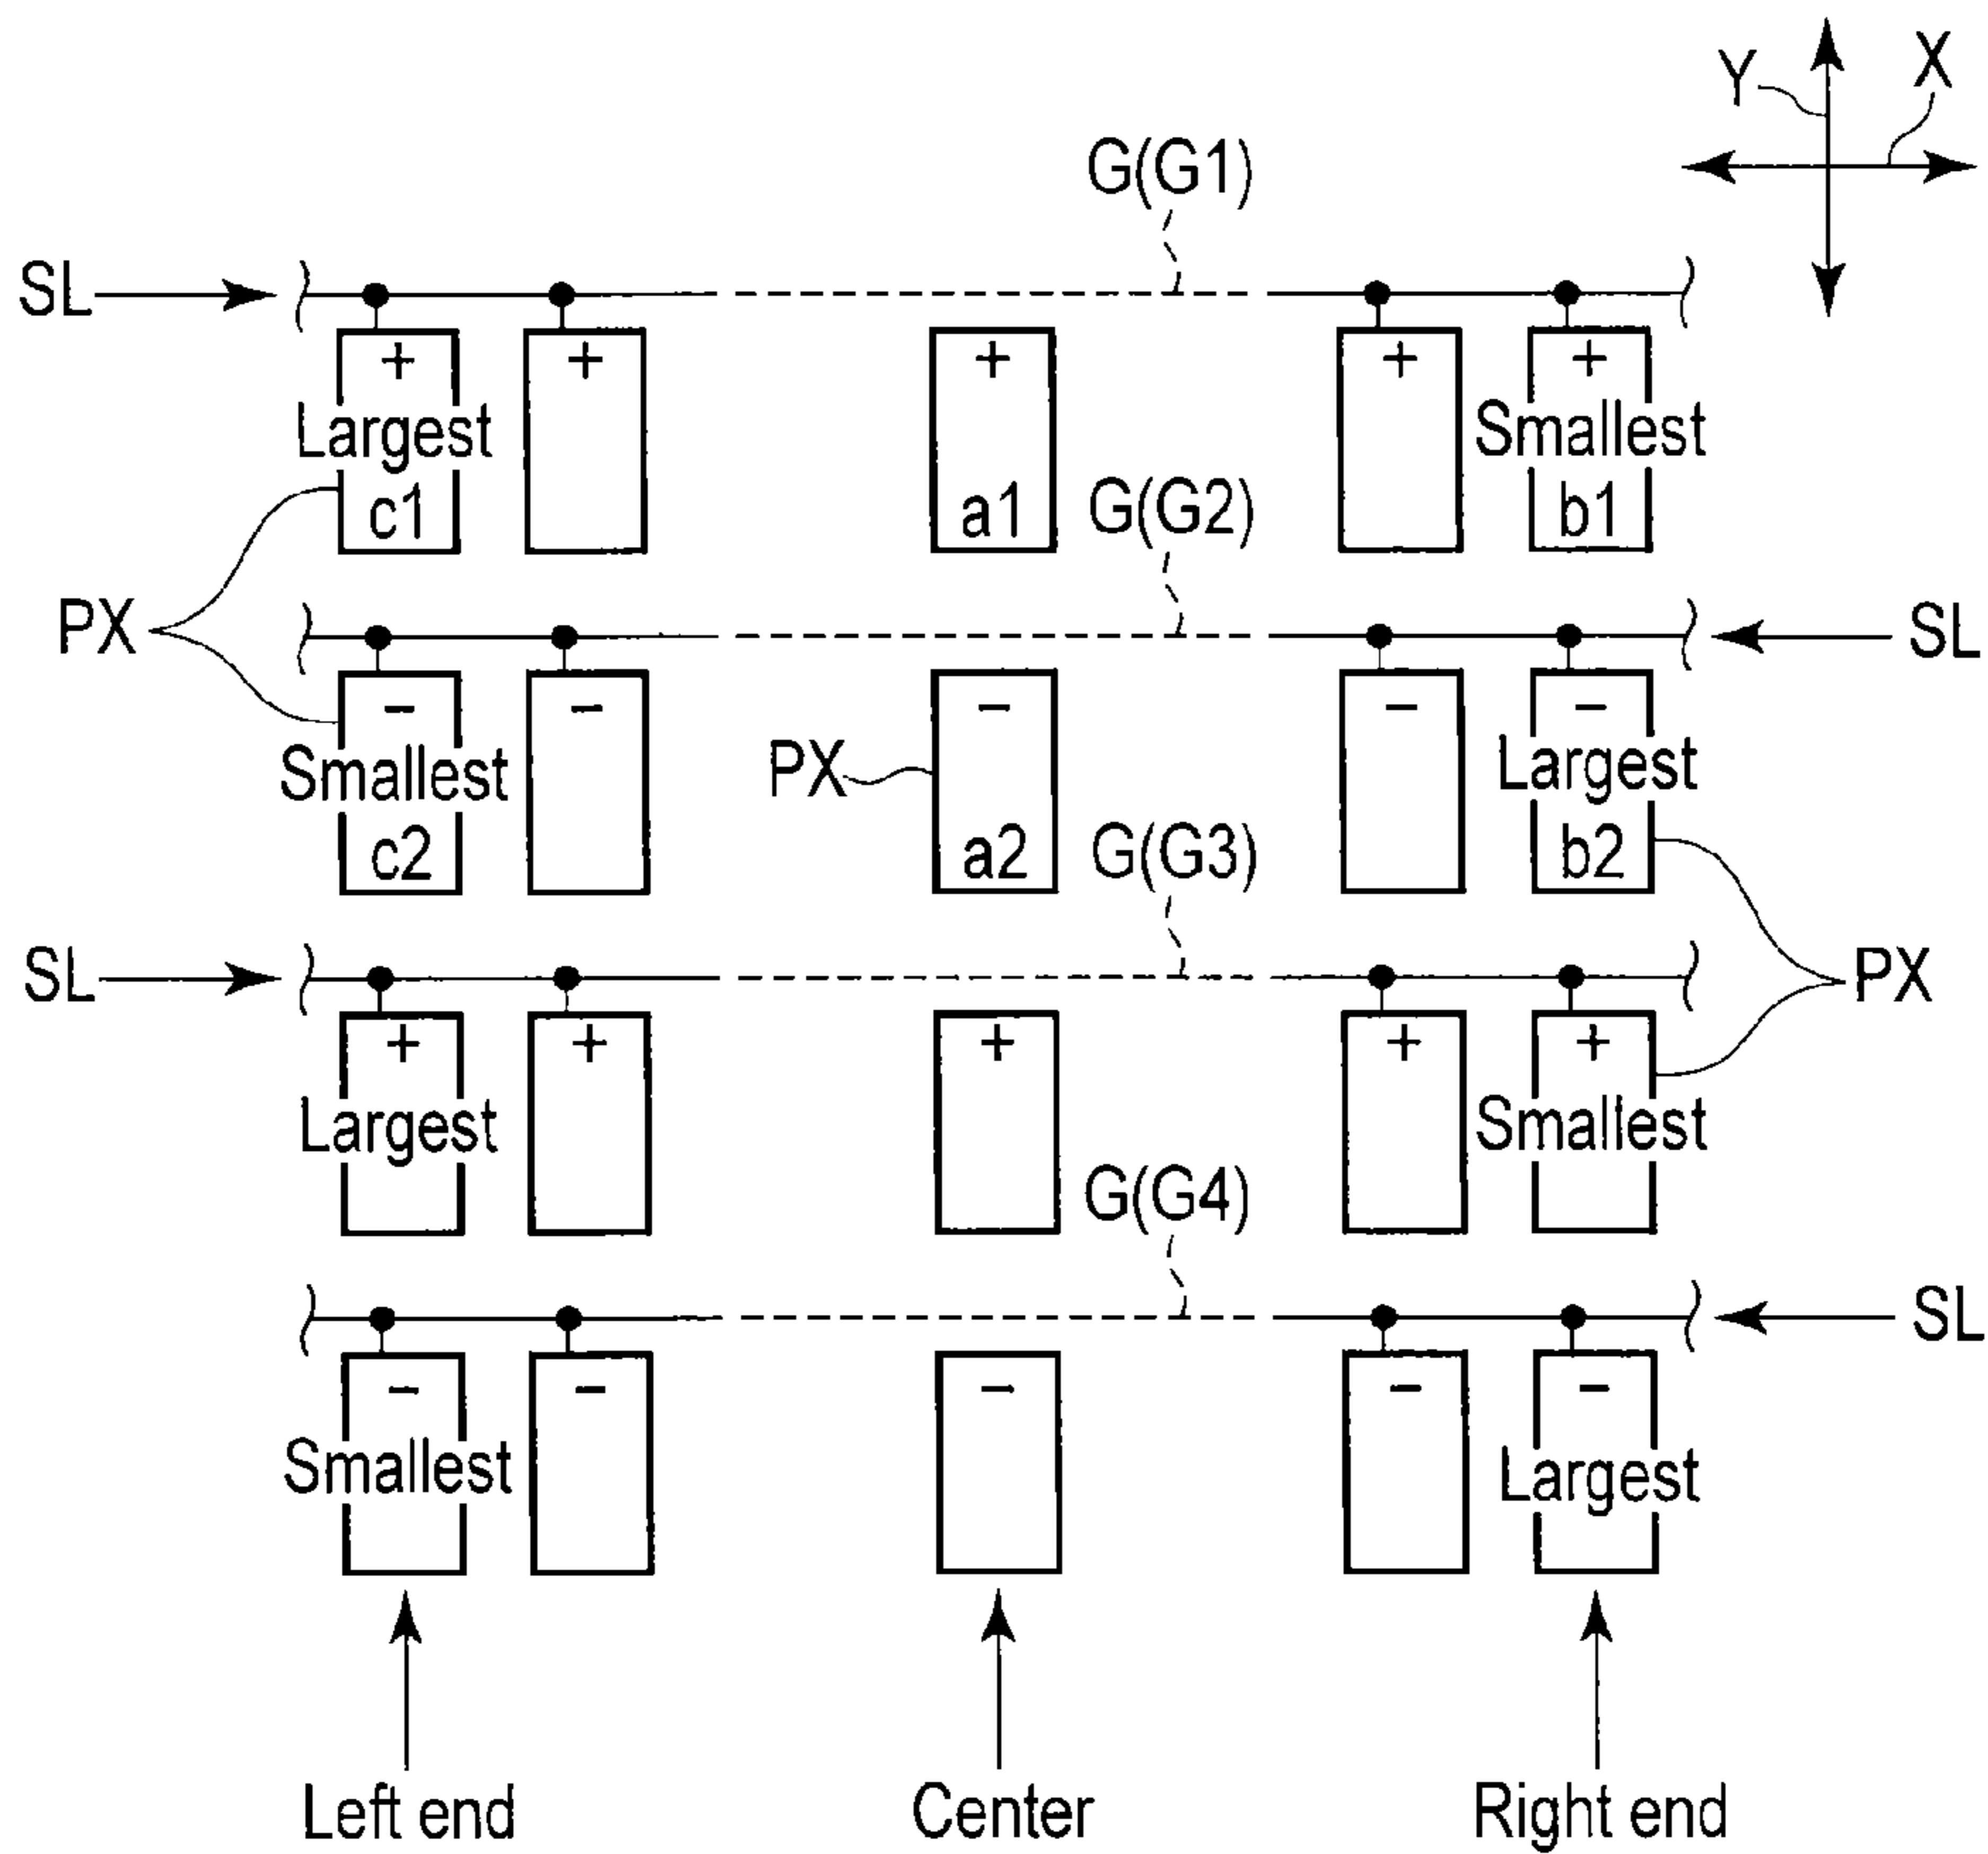 Y X
G(G1)
SL
+ + + + +
Largest Smallest
c1 a1 G(G2) b1
PX SL
− − − − −
Smallest PX Largest
c2 a2 G(G3) b2
SL PX
+ + + + +
Largest Smallest
G(G4)
SL
− − − − −
Smallest Largest
Left end Center Right end